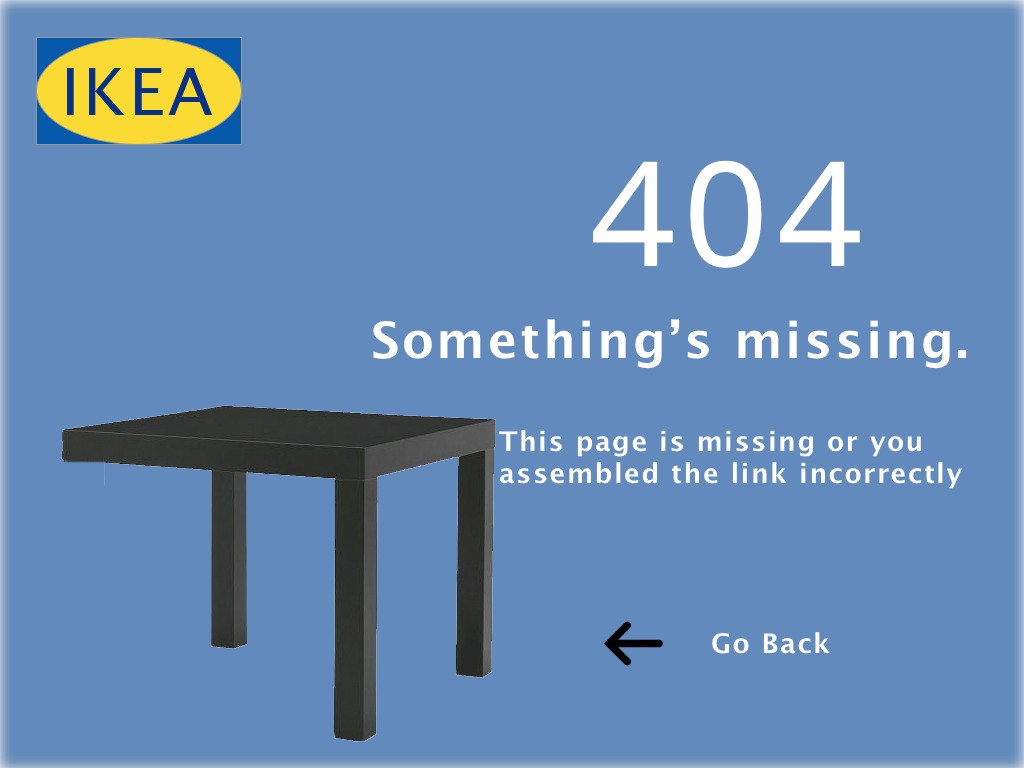 IKEA
404
Something’s missing.
This page is missing or you
assembled the link incorrectly
Go Back